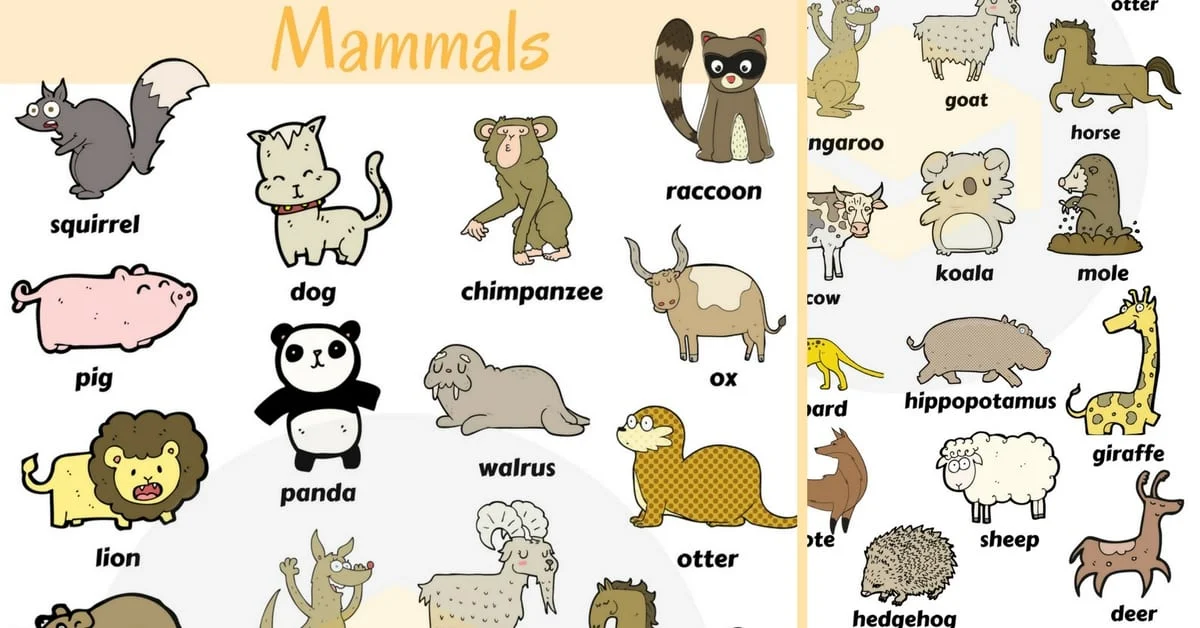 Mammals
squirrel
dog
chimpanzee
raccoon
pig
panda
walrus
ox
lion
otter
otter
goat
horse
ngaroo
koala
mole
cow
hippopotamus
ard
giraffe
sheep
ote
hedgehog
deer